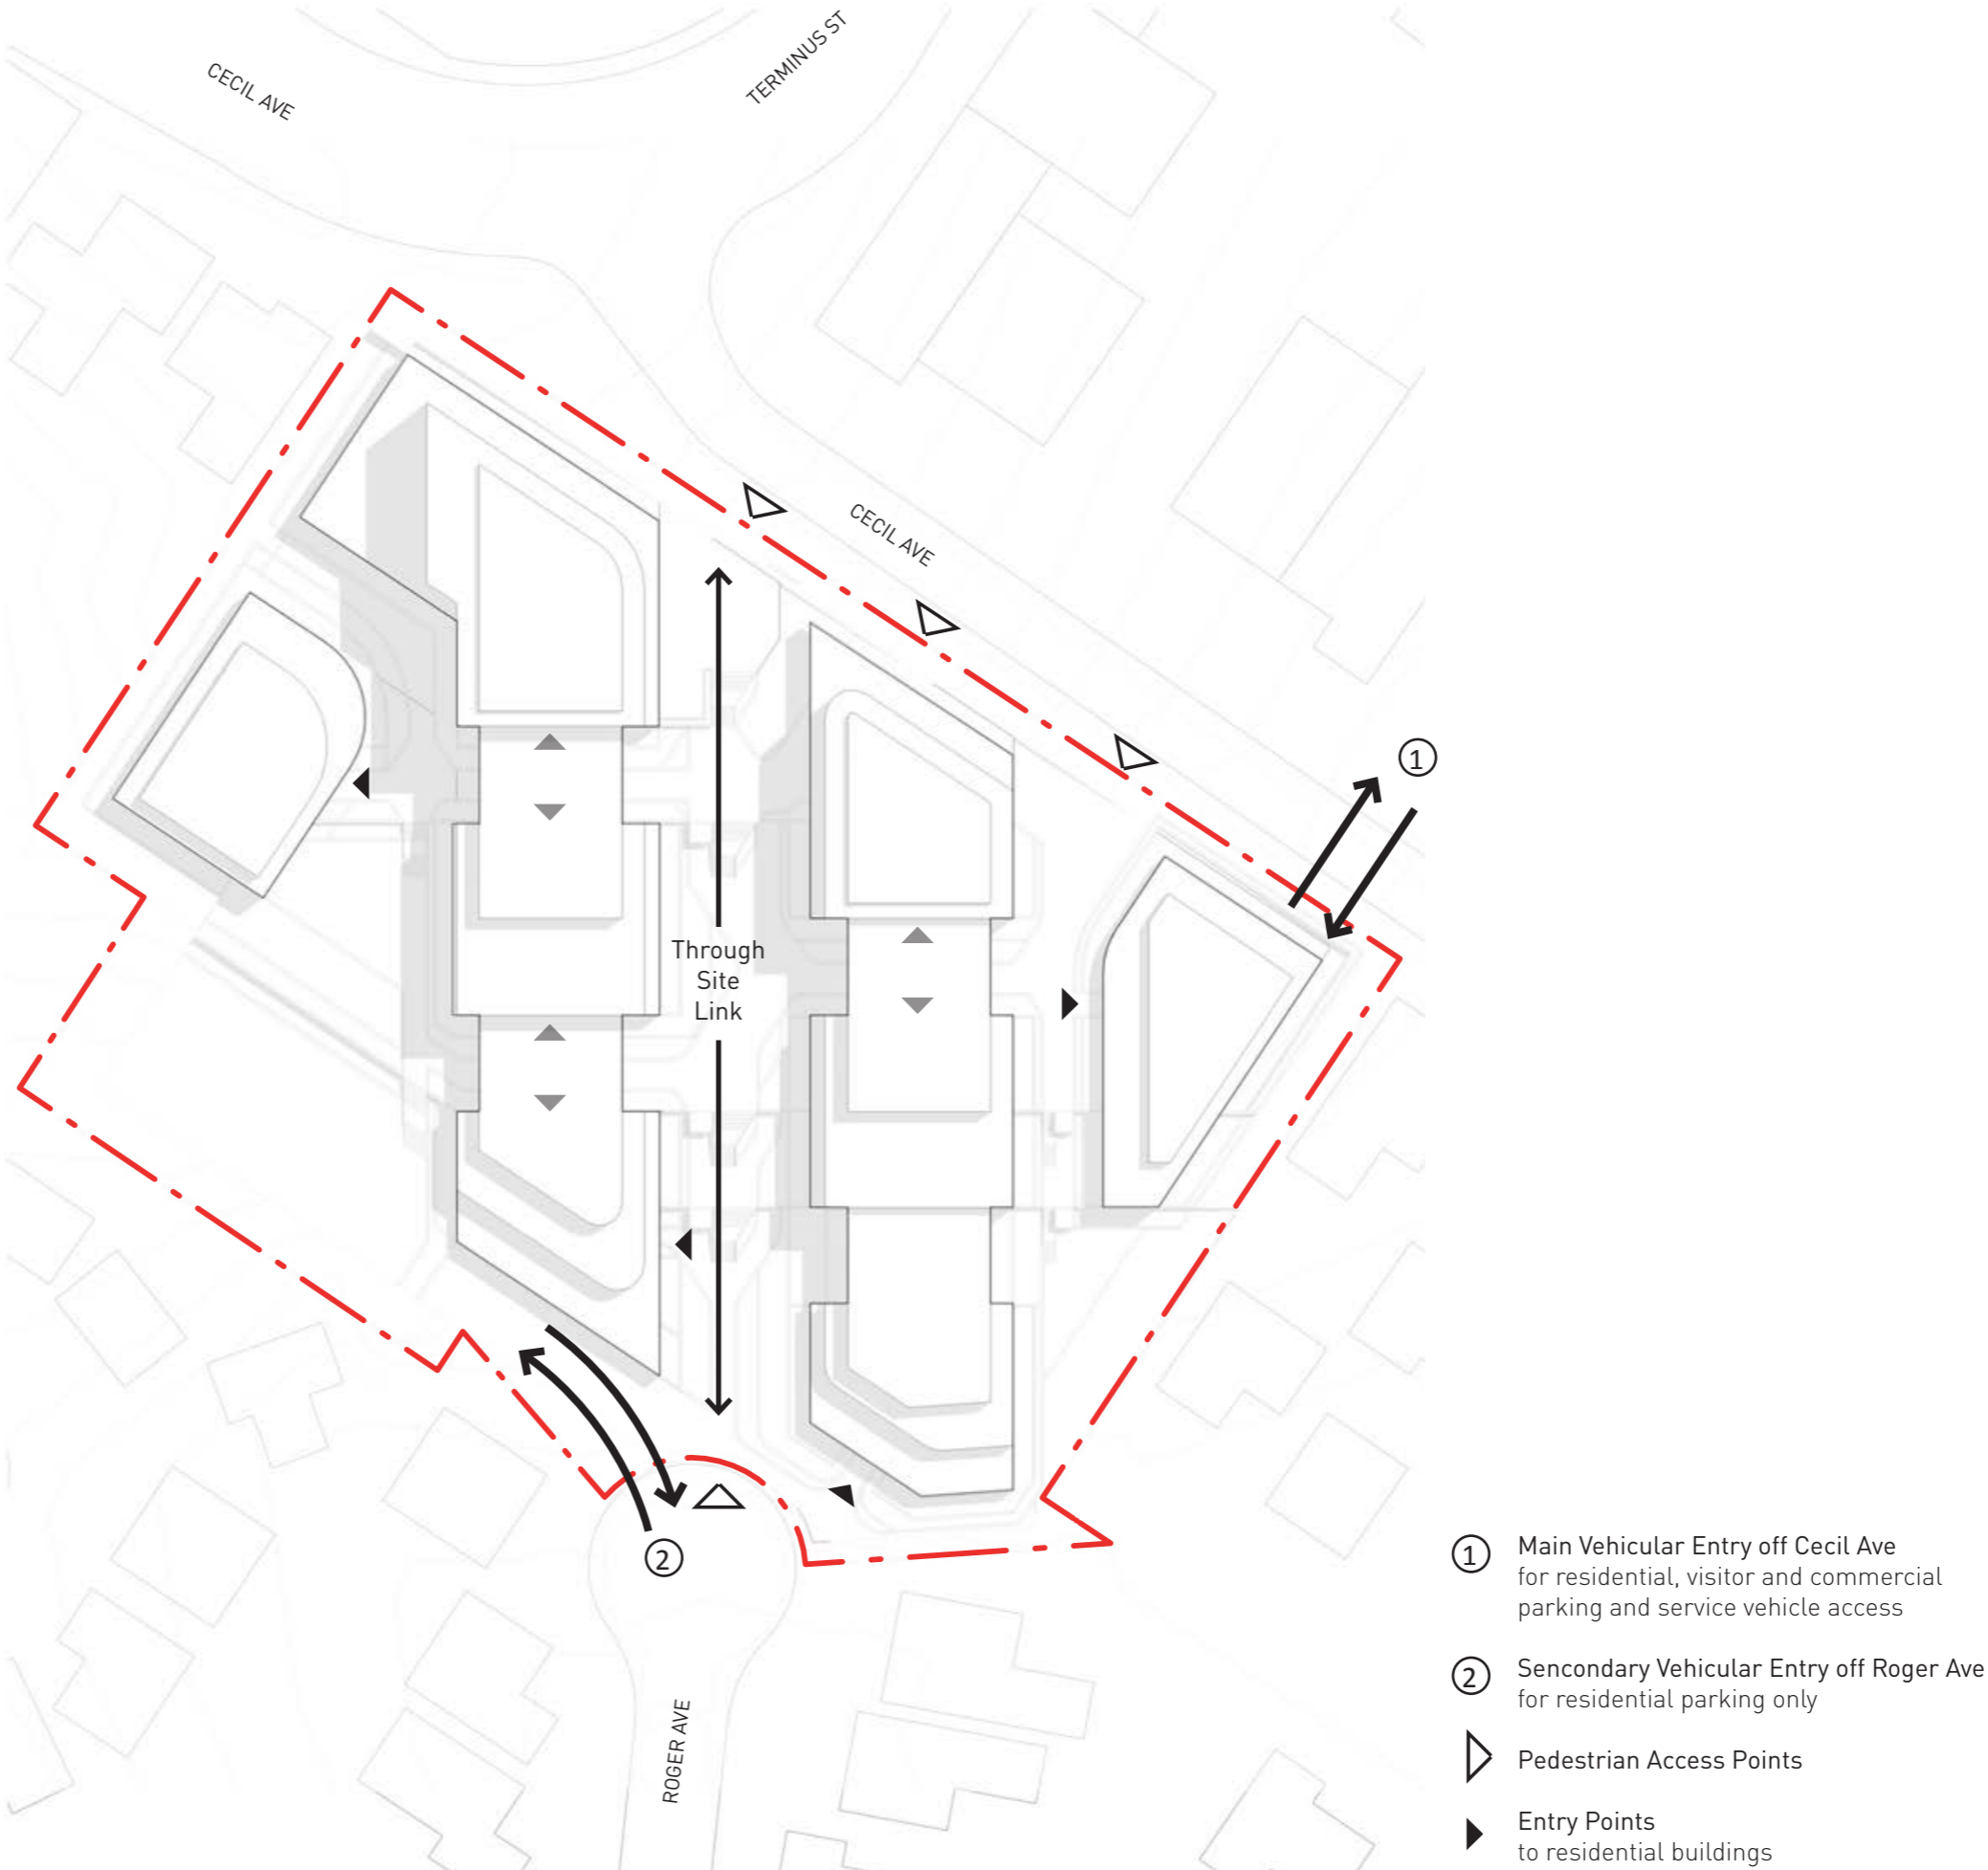 CECIL AVE
TERMINUS ST
CECIL AVE
1
Through
Site
Link
2
ROGER AVE
1 Main Vehicular Entry off Cecil Ave
for residential, visitor and commercial
parking and service vehicle access
2 Sencondary Vehicular Entry off Roger Ave
for residential parking only
Pedestrian Access Points
Entry Points
to residential buildings